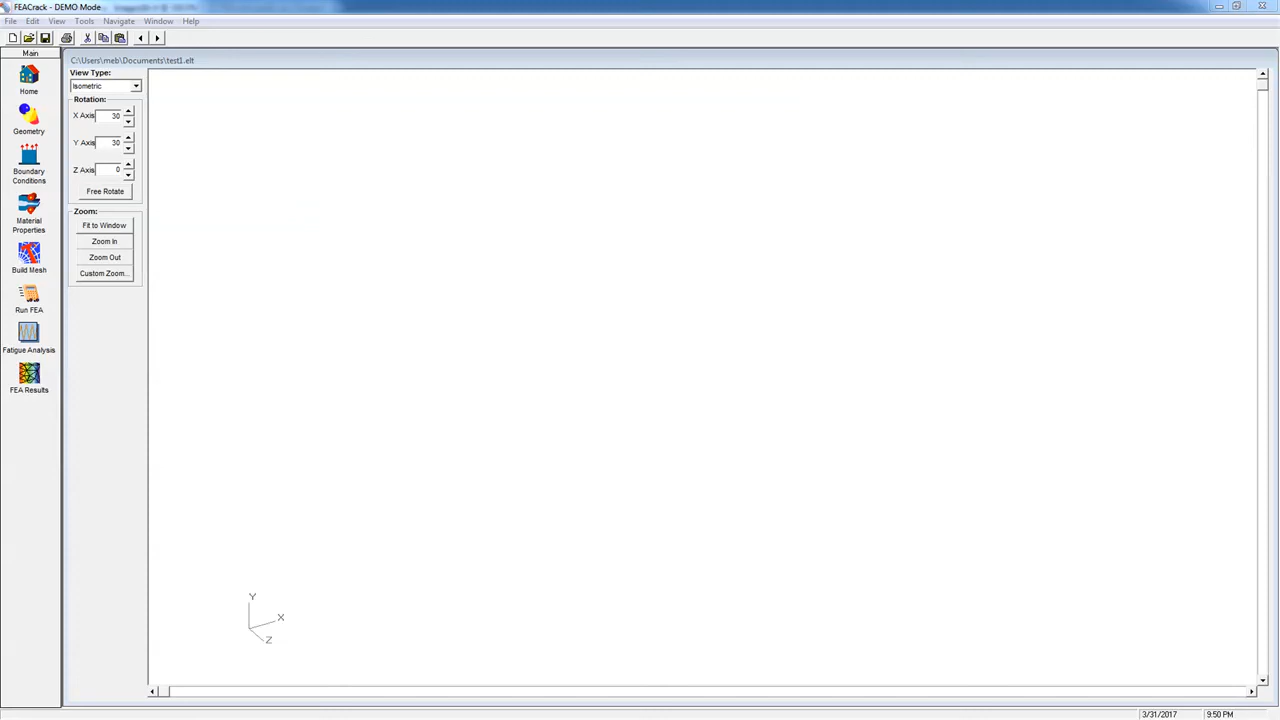 FEACrack - DEMO Mode
File Edit View Tools Navigate Window Help
Main
C:\Users\meb\Documents\test1.elt
Home
Geometry
Boundary
Conditions
Material
Properties
Build Mesh
Run FEA
Fatigue Analysis
FEA Results
View Type:
Isometric
Rotation:
X Axis 30
Y Axis 30
Z Axis 0
Free Rotate
Zoom:
Fit to Window
Zoom In
Zoom Out
Custom Zoom...
Y
X
Z
3/31/2017 9:50 PM